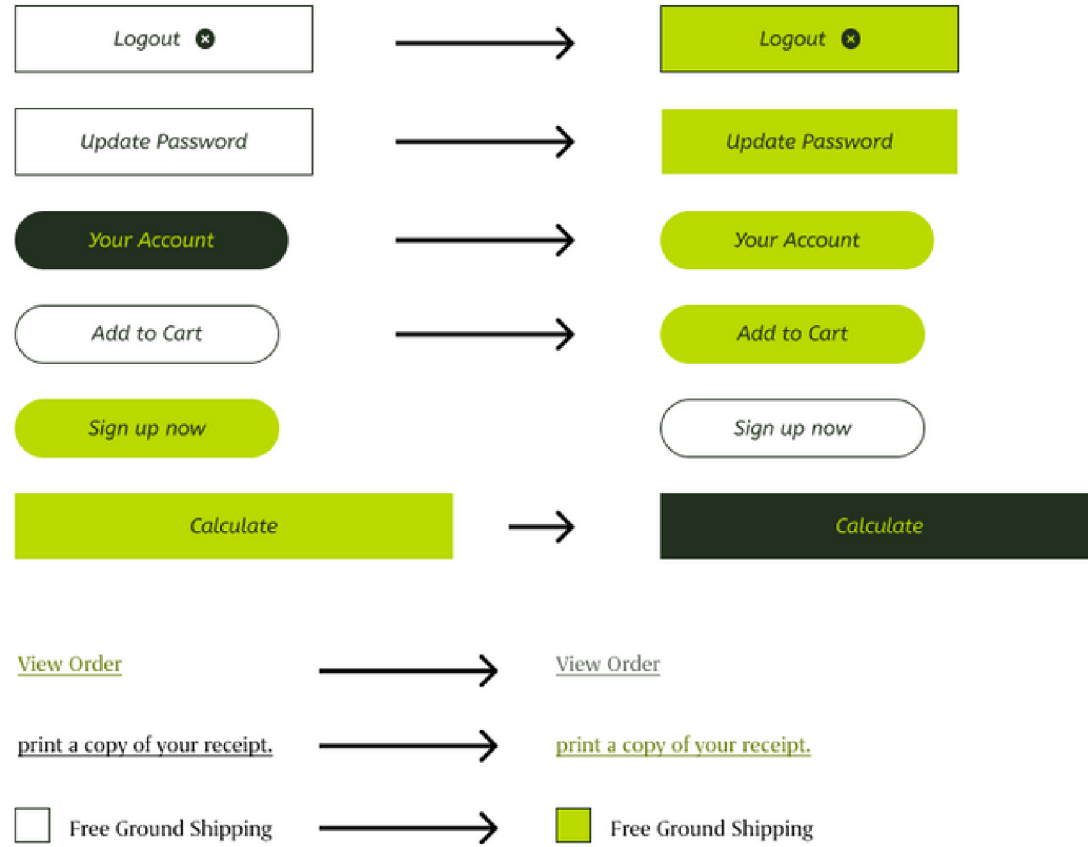 Logout
Logout
Update Password
Update Password
Your Account
Your Account
Add to Cart
Add to Cart
Sign up now
Sign up now
Calculate
Calculate
View Order
View Order
print a copy of your receipt.
print a copy of your receipt.
Free Ground Shipping
Free Ground Shipping